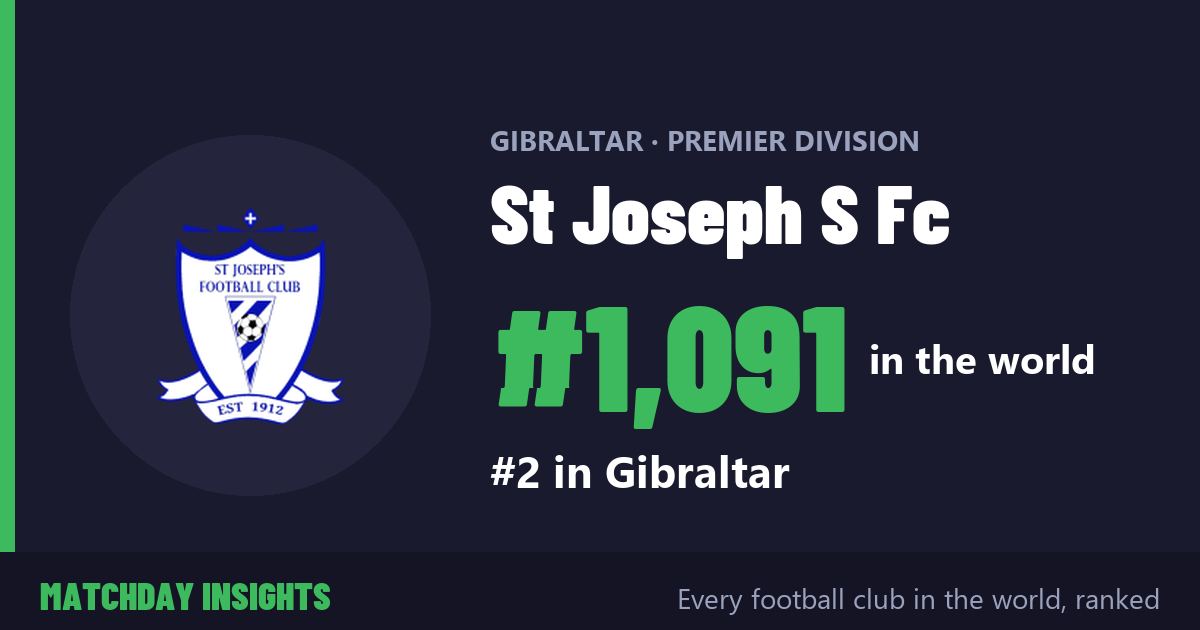 GIBRALTAR · PREMIER DIVISION
St Joseph S Fc
ST JOSEPH'S
FOOTBALL CLUB
EST 1912
#1,091 in the world
#2 in Gibraltar
MATCHDAY INSIGHTS
Every football club in the world, ranked